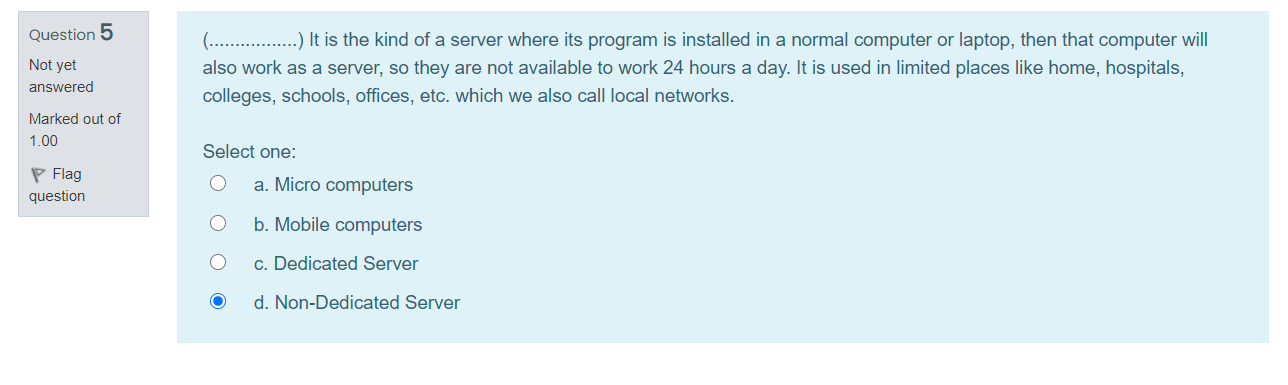 Question 5
Not yet
answered
Marked out of
1.00
Flag
question
(.................) It is the kind of a server where its program is installed in a normal computer or laptop, then that computer will
also work as a server, so they are not available to work 24 hours a day. It is used in limited places like home, hospitals,
colleges, schools, offices, etc. which we also call local networks.
Select one:
a. Micro computers
b. Mobile computers
c. Dedicated Server
d. Non-Dedicated Server